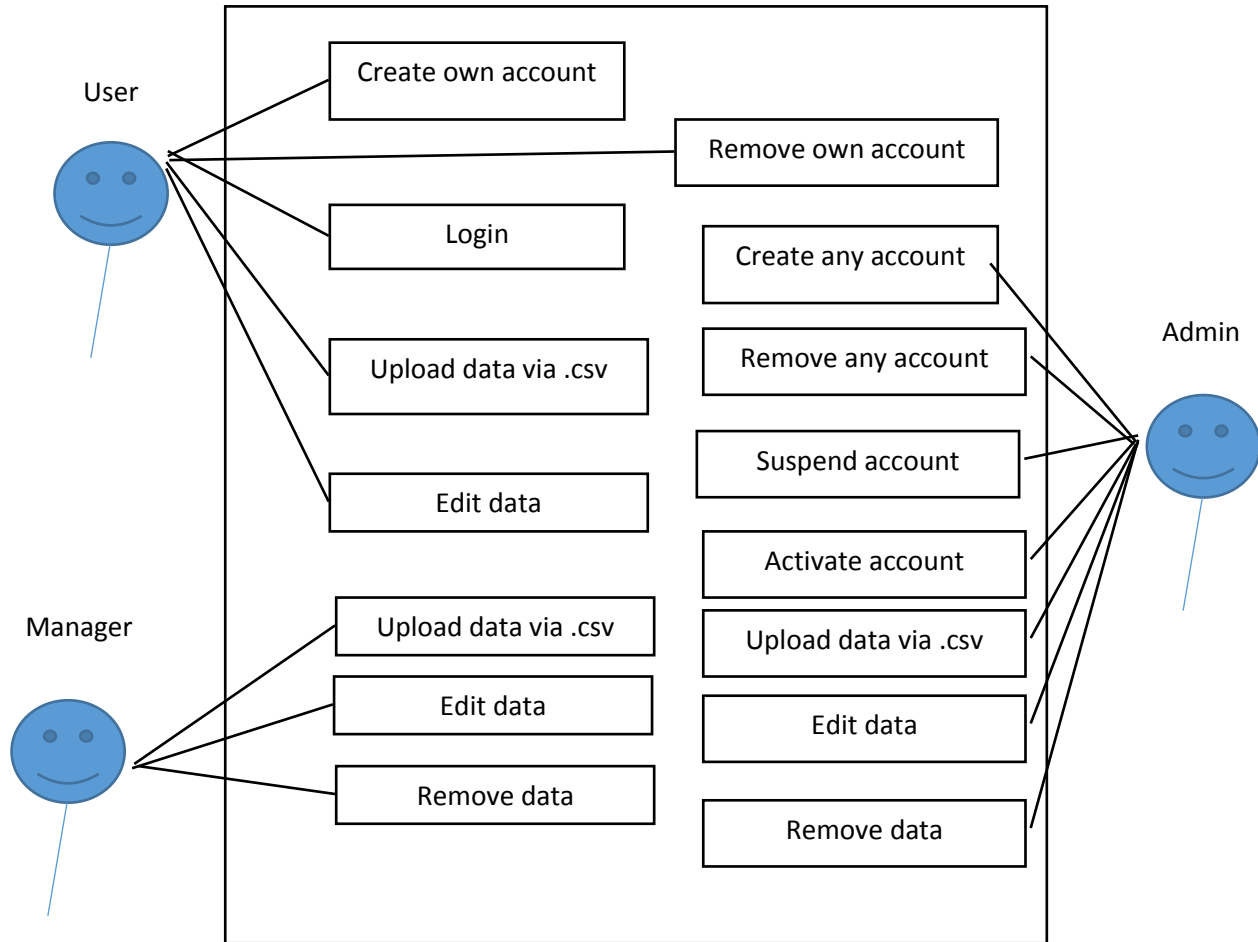 User
Create own account
Remove own account
Login
Create any account
Upload data via .csv
Remove any account
Admin
Suspend account
Edit data
Activate account
Manager
Upload data via .csv
Upload data via .csv
Edit data
Edit data
Remove data
Remove data